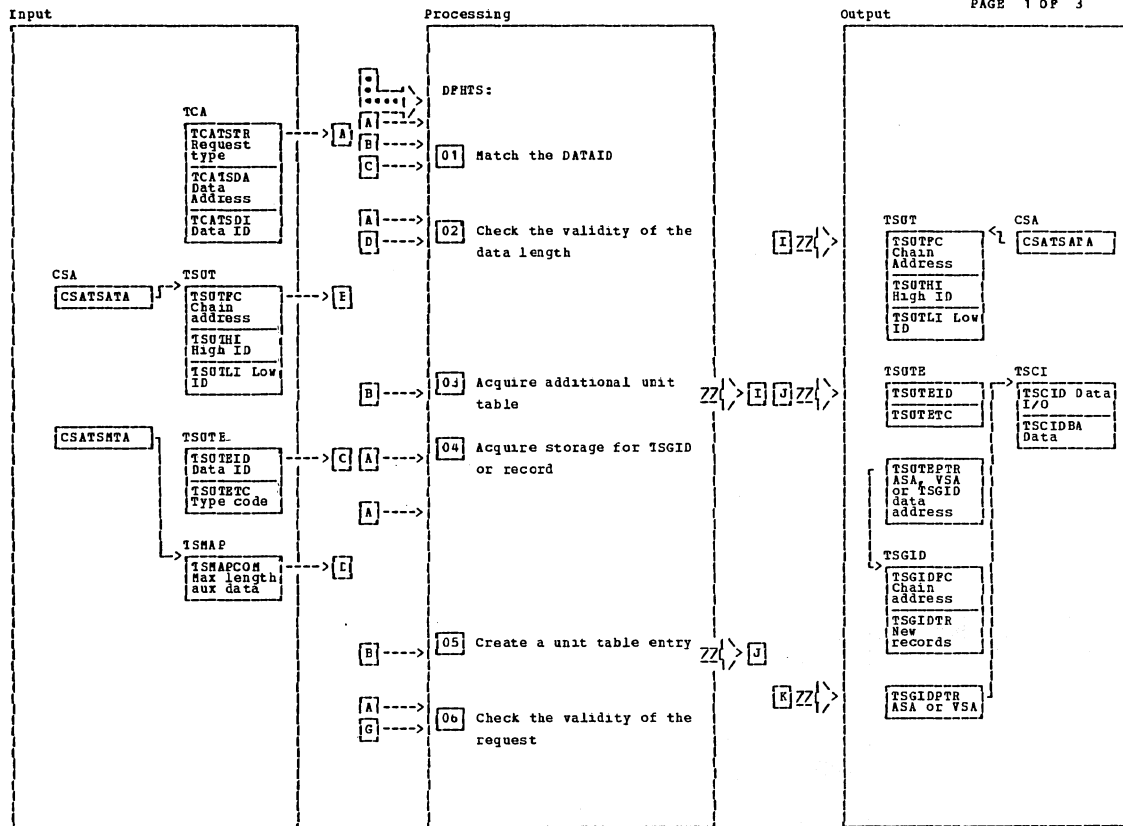 PAGE 1 OF 3
Input
Processing
Output
DFHTS:
TCA
TCATSTR
Request
type
TCATSDA
Data
Address
TCATSDI
Data ID
A
A
B
C
01 Match the DATAID
A
D
02 Check the validity of the
data length
CSA
CSATSATA
TSUT
TSUTFC
Chain
address
TSUTHI
High ID
TSUTLI Low
ID
E
B
03 Acquire additional unit
table
ZZ
I
J
ZZ
CSATSMTA
TSUTE
TSUTEID
Data ID
TSUTETC
Type code
C
A
04 Acquire storage for TSGID
or record
A
TSMAP
TSMAPCOM
Max length
aux data
B
05 Create a unit table entry
ZZ
J
A
G
06 Check the validity of the
request
I
ZZ
TSUT
TSUTFC
Chain
Address
TSUTHI
High ID
TSUTLI Low
ID
CSA
CSATSATA
TSUTE
TSUTEID
TSUTETC
TSUTEPTR
ASA, VSA
or TSGID
data
address
TSCI
TSCID Data
I/O
TSCIDBA
Data
TSGID
TSGIDFC
Chain
address
TSGIDTR
New
records
K
ZZ
TSGIDPTR
ASA or VSA